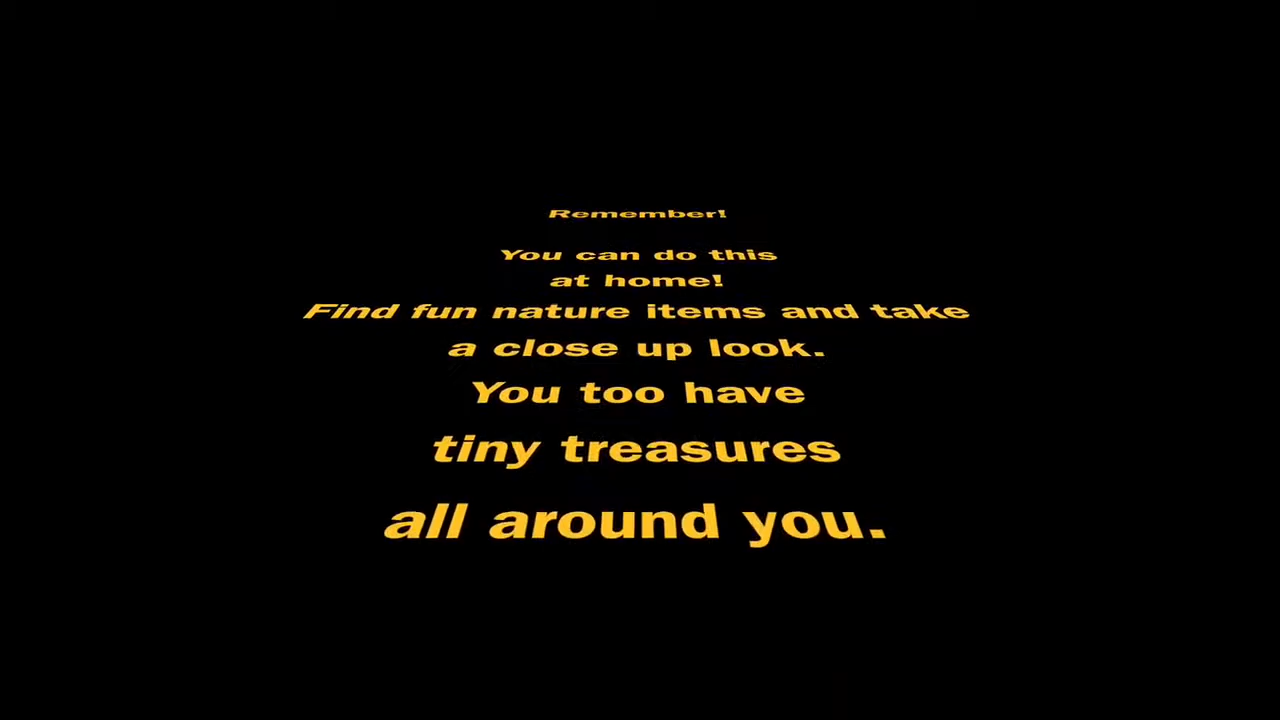 Remember!
You can do this
at home!
Find fun nature items and take
a close up look.
You too have
tiny treasures
all around you.